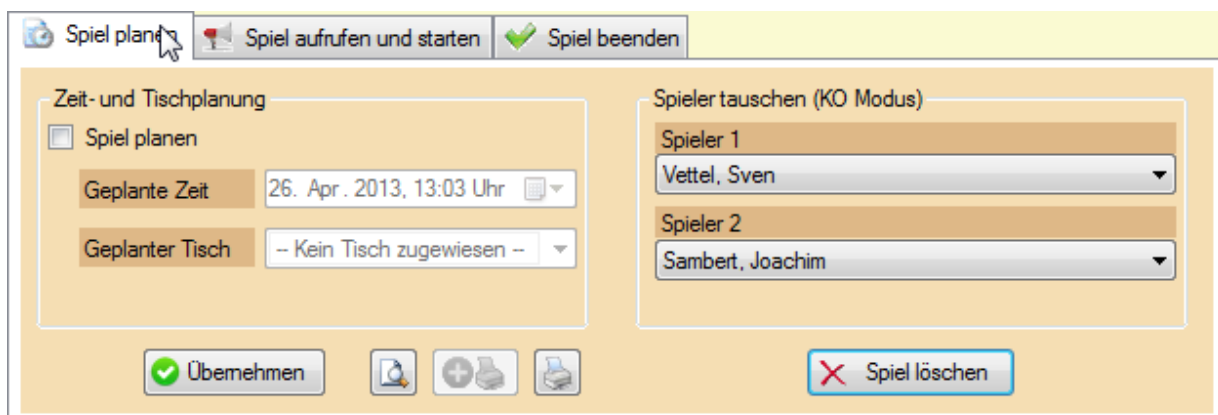 Spiel planen
Spiel aufrufen und starten
Spiel beenden
Zeit- und Tischplanung
Spiel planen
Geplante Zeit
26. Apr. 2013, 13:03 Uhr
Geplanter Tisch
-- Kein Tisch zugewiesen --
Spieler tauschen (KO Modus)
Spieler 1
Vettel, Sven
Spieler 2
Sambert, Joachim
Übernehmen
Spiel löschen